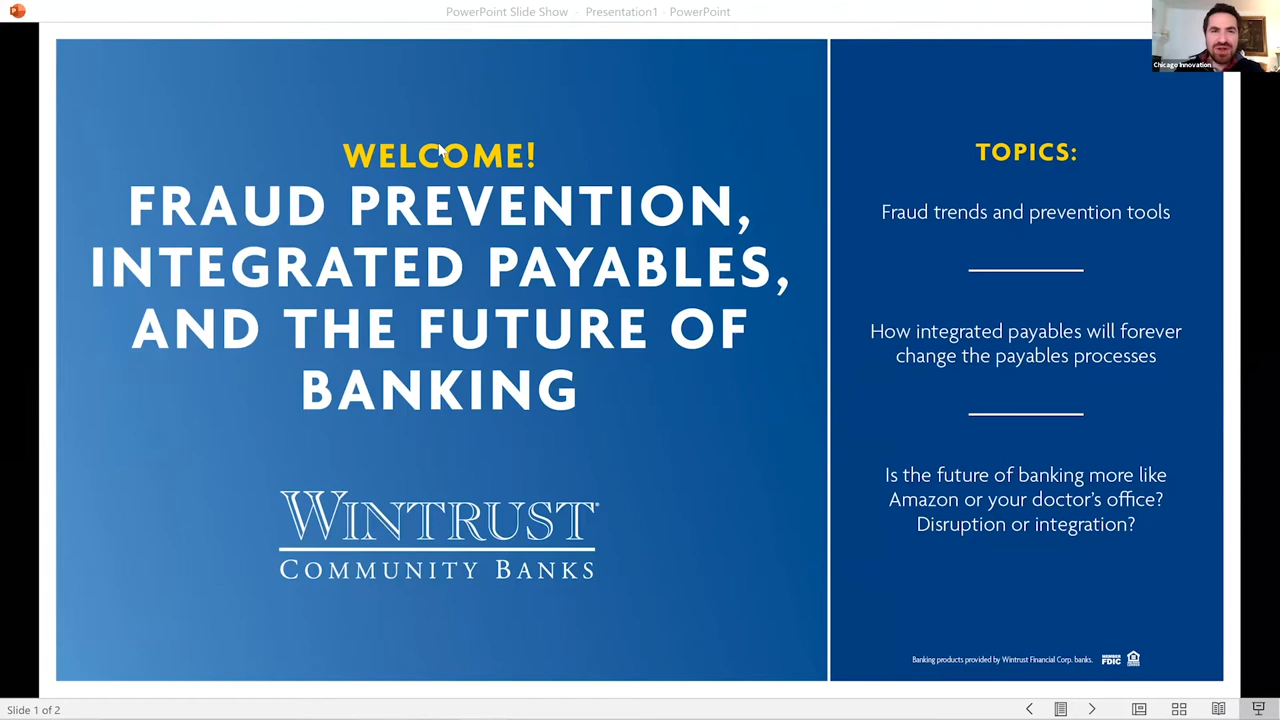 PowerPoint Slide Show - Presentation1 - PowerPoint
Chicago Innovation
WELCOME!
FRAUD PREVENTION,
INTEGRATED PAYABLES,
AND THE FUTURE OF
BANKING
WINTRUST®
COMMUNITY BANKS
TOPICS:
Fraud trends and prevention tools
How integrated payables will forever
change the payables processes
Is the future of banking more like
Amazon or your doctor's office?
Disruption or integration?
Banking products provided by Wintrust Financial Corp. banks.
MEMBER
FDIC
Slide 1 of 2